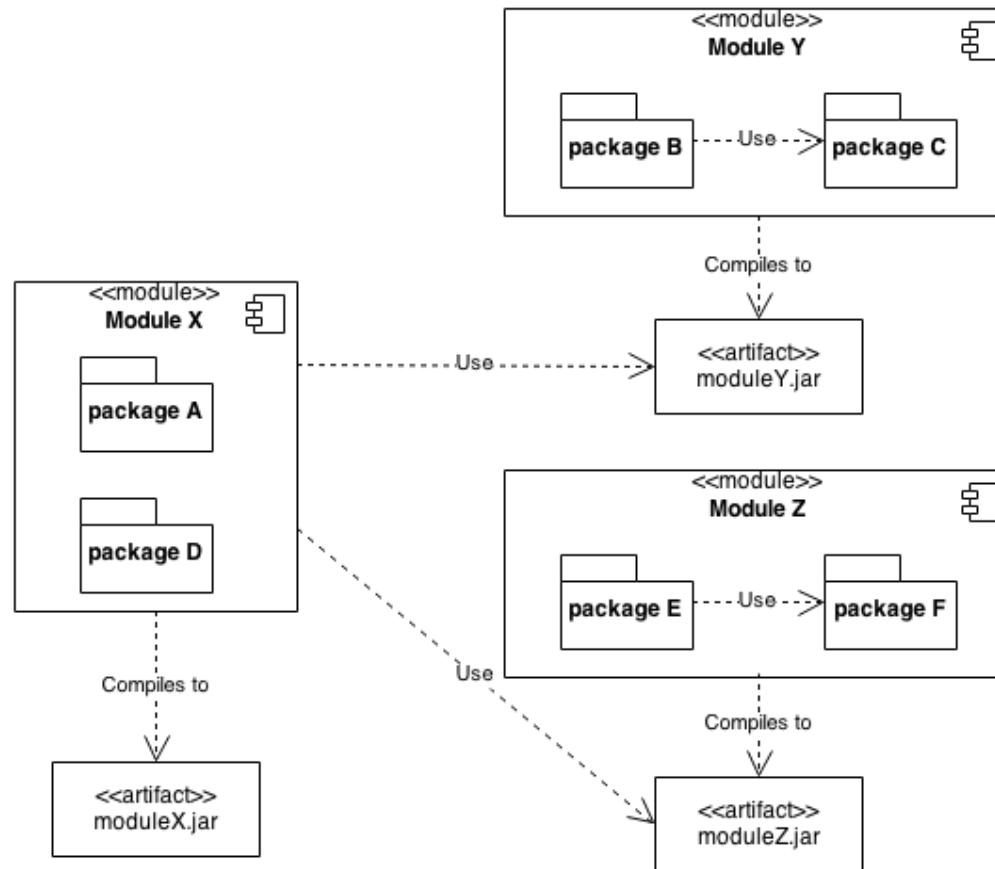 <<module>>
Module Y
package B
Use
package C
Compiles to
<<artifact>>
moduleY.jar
<<module>>
Module X
package A
package D
Use
Use
Compiles to
<<artifact>>
moduleX.jar
<<module>>
Module Z
package E
Use
package F
Compiles to
<<artifact>>
moduleZ.jar